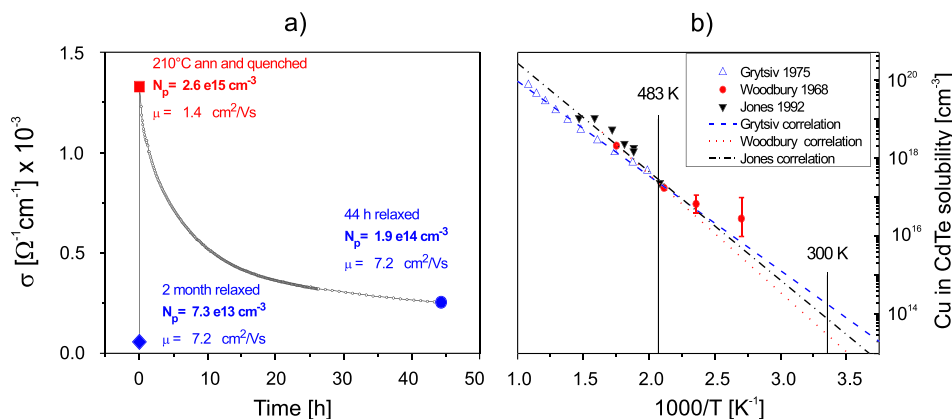 a)
b)
σ [Ω⁻¹cm⁻¹] x 10⁻³
1.5
1.0
0.5
0.0
210°C ann and quenched
Np = 2.6 e15 cm⁻³
μ = 1.4 cm²/Vs
44 h relaxed
Np = 1.9 e14 cm⁻³
μ = 7.2 cm²/Vs
2 month relaxed
Np = 7.3 e13 cm⁻³
μ = 7.2 cm²/Vs
0 10 20 30 40 50
Time [h]
483 K
300 K
Grytsiv 1975
Woodbury 1968
Jones 1992
Grytsiv correlation
Woodbury correlation
Jones correlation
10²⁰
10¹⁸
10¹⁶
10¹⁴
Cu in CdTe solubility [cm⁻³]
1.0 1.5 2.0 2.5 3.0 3.5
1000/T [K⁻¹]